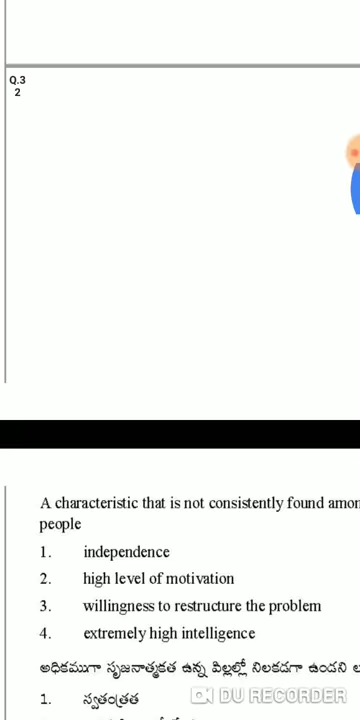 Q.3
2
A characteristic that is not consistently found
people
1. independence
2. high level of motivation
3. willingness to restructure the problem
4. extremely high intelligence
అధికముగా సృజనాత్మకత ఉన్న పిల్లల్లో నిలకడగా ఉండని
1. స్వతంత్రత
DU RECORDER